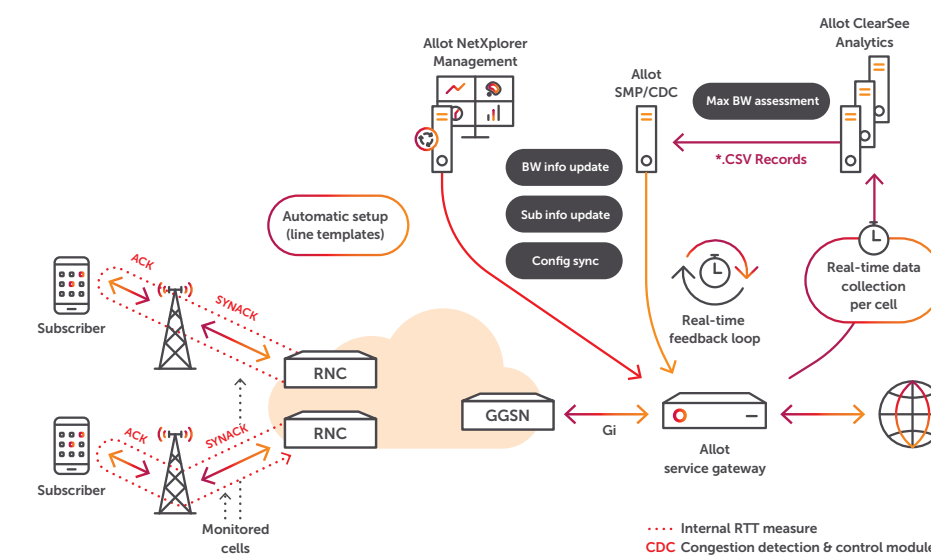 Allot ClearSee
Analytics
Allot NetXplorer
Management
Allot
SMP/CDC
Max BW assessment
*.CSV Records
BW info update
Sub info update
Config sync
Automatic setup
(line templates)
Real-time data
collection
per cell
Real-time
feedback loop
ACK
SYNACK
Subscriber
RNC
ACK
SYNACK
Subscriber
RNC
GGSN
Gi
Allot
service gateway
Monitored
cells
Internal RTT measure
CDC Congestion detection & control module